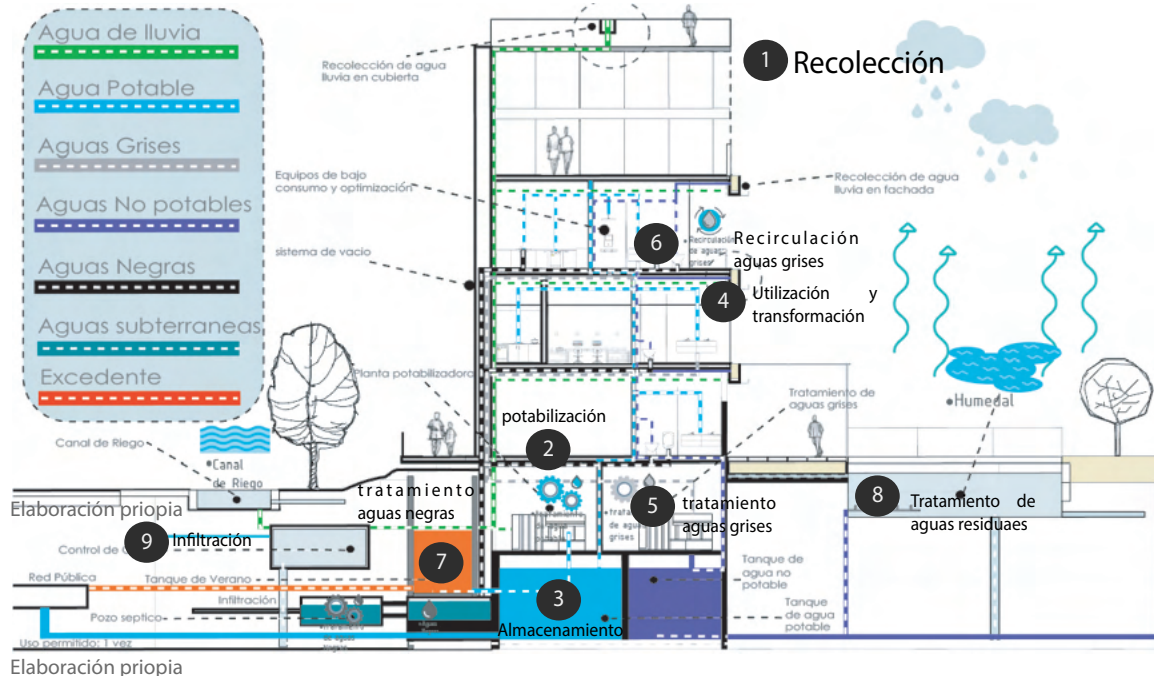 Agua de lluvia
Agua Potable
Aguas Grises
Aguas No potables
Aguas Negras
Aguas subterraneas
Excedente
Recolección de agua
lluvia en cubierta
1 Recolección
Equipos de bajo
consumo y optimización
Recolección de agua
lluvia en fachada
sistema de vacio
6
Recirculación
de aguas
grises
Recirculación
aguas grises
4
Utilización y
transformación
Planta potabilizadora
Humedal
Tratamiento de
aguas grises
potabilización
2
Canal de Riego
Canal
de Riego
tratamiento
aguas negras
5
tratamiento
aguas grises
8
Tratamiento de
aguas residuaes
Elaboración priopia
9 Infiltración
Control de
7
Tanque de
agua no
potable
Red Pública
Tanque de Verano
Infiltración
3
Almacenamiento
Tanque
de agua
potable
Pozo septico
Uso permitido: 1 vez
Elaboración priopia